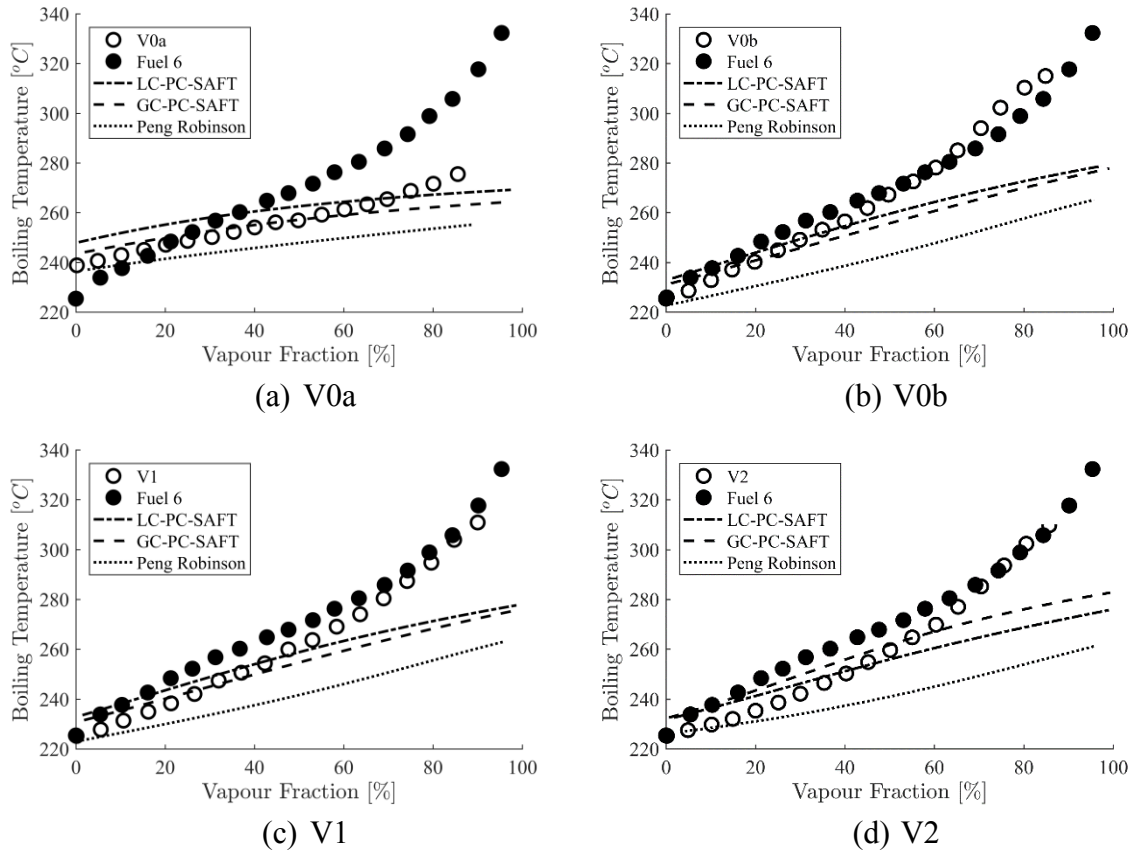 340
320
300
280
260
240
220
Boiling Temperature [°C]
V0a
Fuel 6
LC-PC-SAFT
GC-PC-SAFT
Peng Robinson
0 20 40 60 80 100
Vapour Fraction [%]
(a) V0a
340
320
300
280
260
240
220
Boiling Temperature [°C]
V0b
Fuel 6
LC-PC-SAFT
GC-PC-SAFT
Peng Robinson
0 20 40 60 80 100
Vapour Fraction [%]
(b) V0b
340
320
300
280
260
240
220
Boiling Temperature [°C]
V1
Fuel 6
LC-PC-SAFT
GC-PC-SAFT
Peng Robinson
0 20 40 60 80 100
Vapour Fraction [%]
(c) V1
340
320
300
280
260
240
220
Boiling Temperature [°C]
V2
Fuel 6
LC-PC-SAFT
GC-PC-SAFT
Peng Robinson
0 20 40 60 80 100
Vapour Fraction [%]
(d) V2